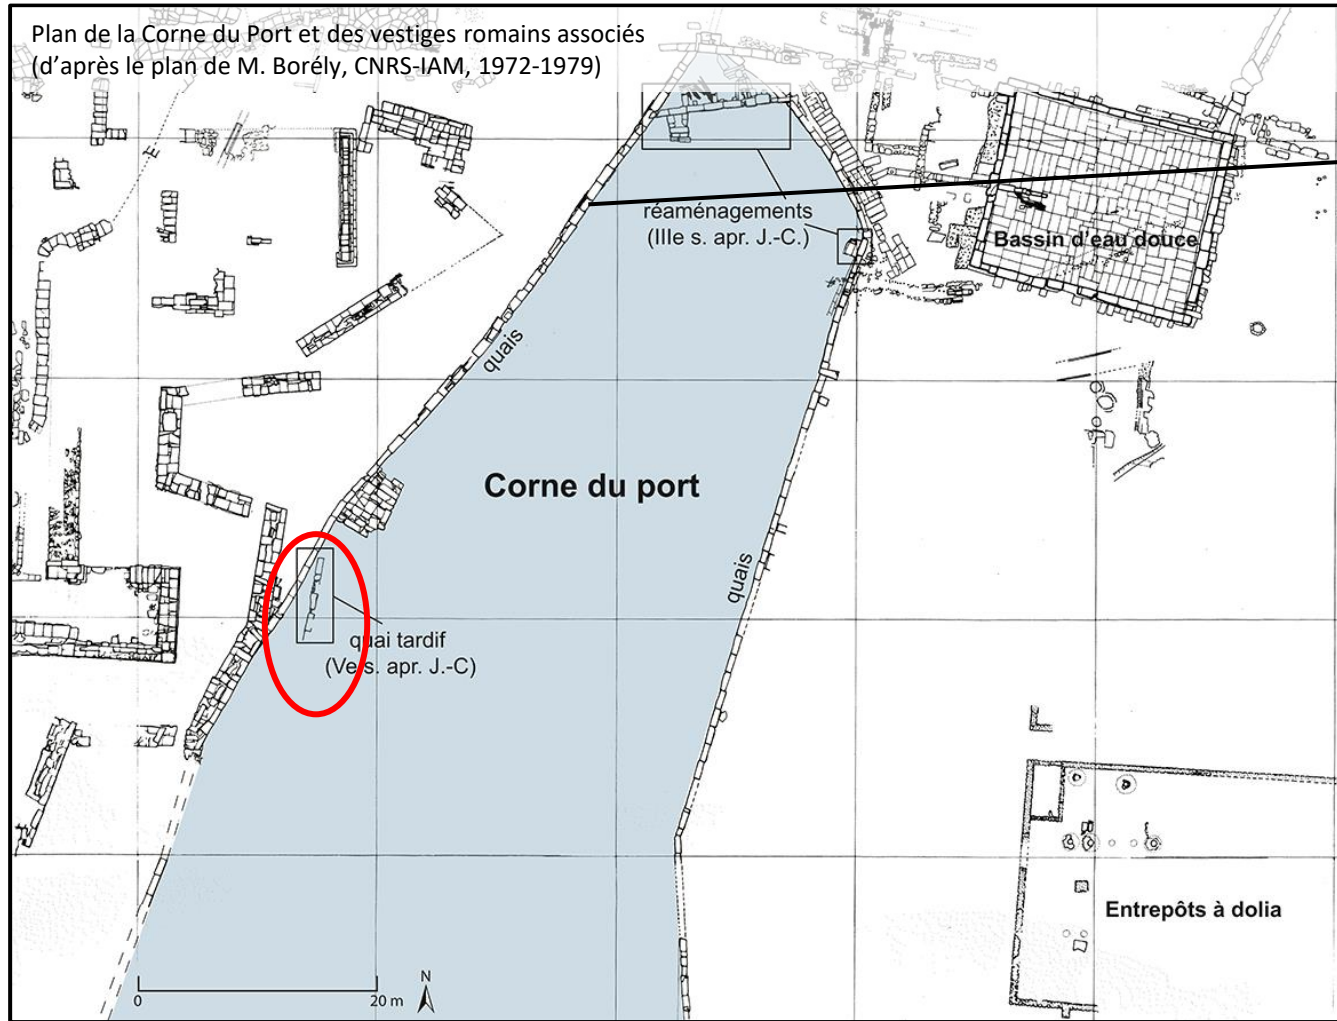 Plan de la Corne du Port et des vestiges romains associés
(d’après le plan de M. Borély, CNRS-IAM, 1972-1979)
E
réaménagements
(IIIe s. apr. J.-C.)
Bassin d'eau douce
quais
Corne du port
quais
quai tardif
(Ve s. apr. J.-C)
Entrepôts à dolia
N
0
20 m